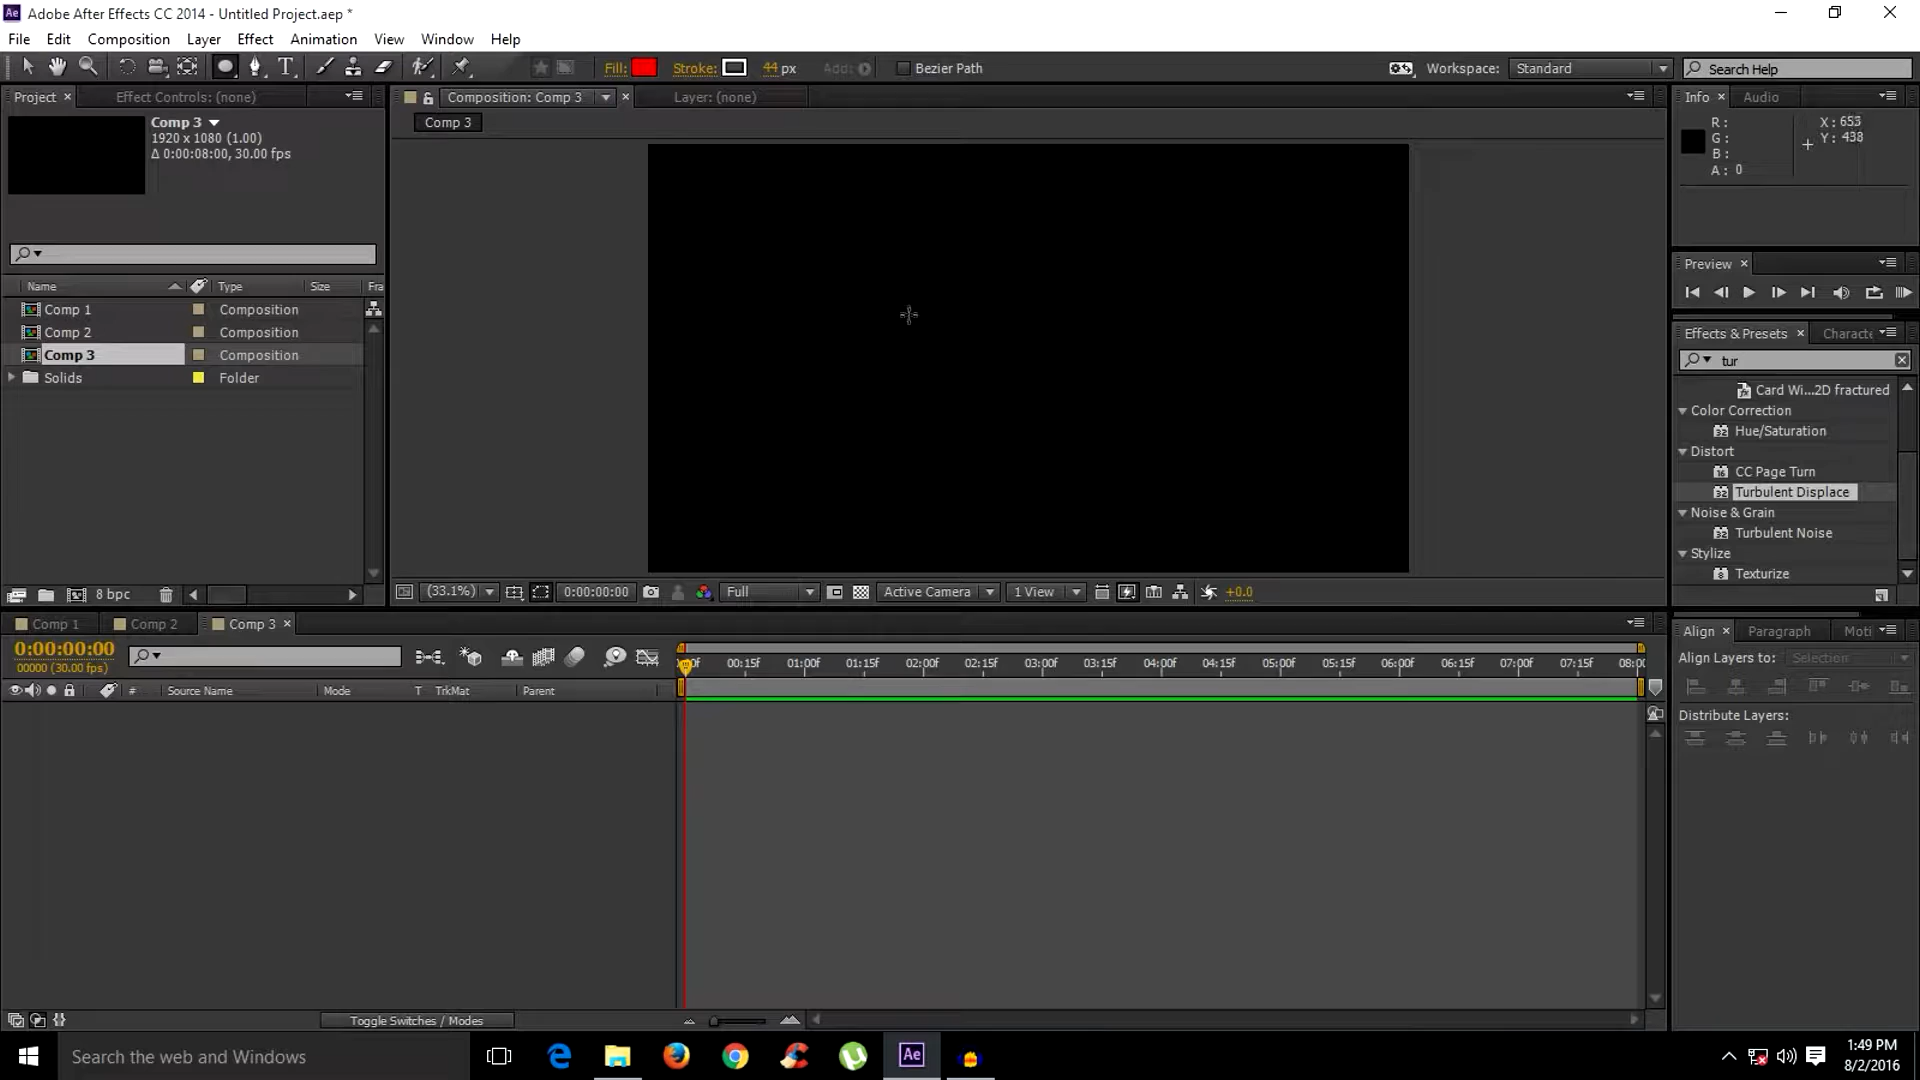 Ae Adobe After Effects CC 2014 - Untitled Project.aep *
File Edit Composition Layer Effect Animation View Window Help
T Fill: Stroke: 44 px Add: Bezier Path Workspace: Standard Search Help
Project × Effect Controls: (none)
Comp 3
1920 x 1080 (1.00)
Δ 0:00:08:00, 30.00 fps
Name Type Size Fra
Comp 1 Composition
Comp 2 Composition
Comp 3 Composition
Solids Folder
8 bpc
Composition: Comp 3 × Layer: (none)
Comp 3
(33.1%) 0:00:00:00 Full Active Camera 1 View +0.0
Info × Audio
R: X: 653
G: Y: 438
B:
A: 0
Preview ×
Effects & Presets × Characte
tur
Card Wi...2D fractured
Color Correction
32 Hue/Saturation
Distort
16 CC Page Turn
32 Turbulent Displace
Noise & Grain
32 Turbulent Noise
Stylize
8 Texturize
Comp 1 Comp 2 Comp 3 ×
0:00:00:00
00000 (30.00 fps)
# Source Name Mode T TrkMat Parent
00:15f 01:00f 01:15f 02:00f 02:15f 03:00f 03:15f 04:00f 04:15f 05:00f 05:15f 06:00f 06:15f 07:00f 07:15f 08:0
Toggle Switches / Modes
Align × Paragraph Moti
Align Layers to: Selection
Distribute Layers:
Search the web and Windows
Ae
1:49 PM
8/2/2016